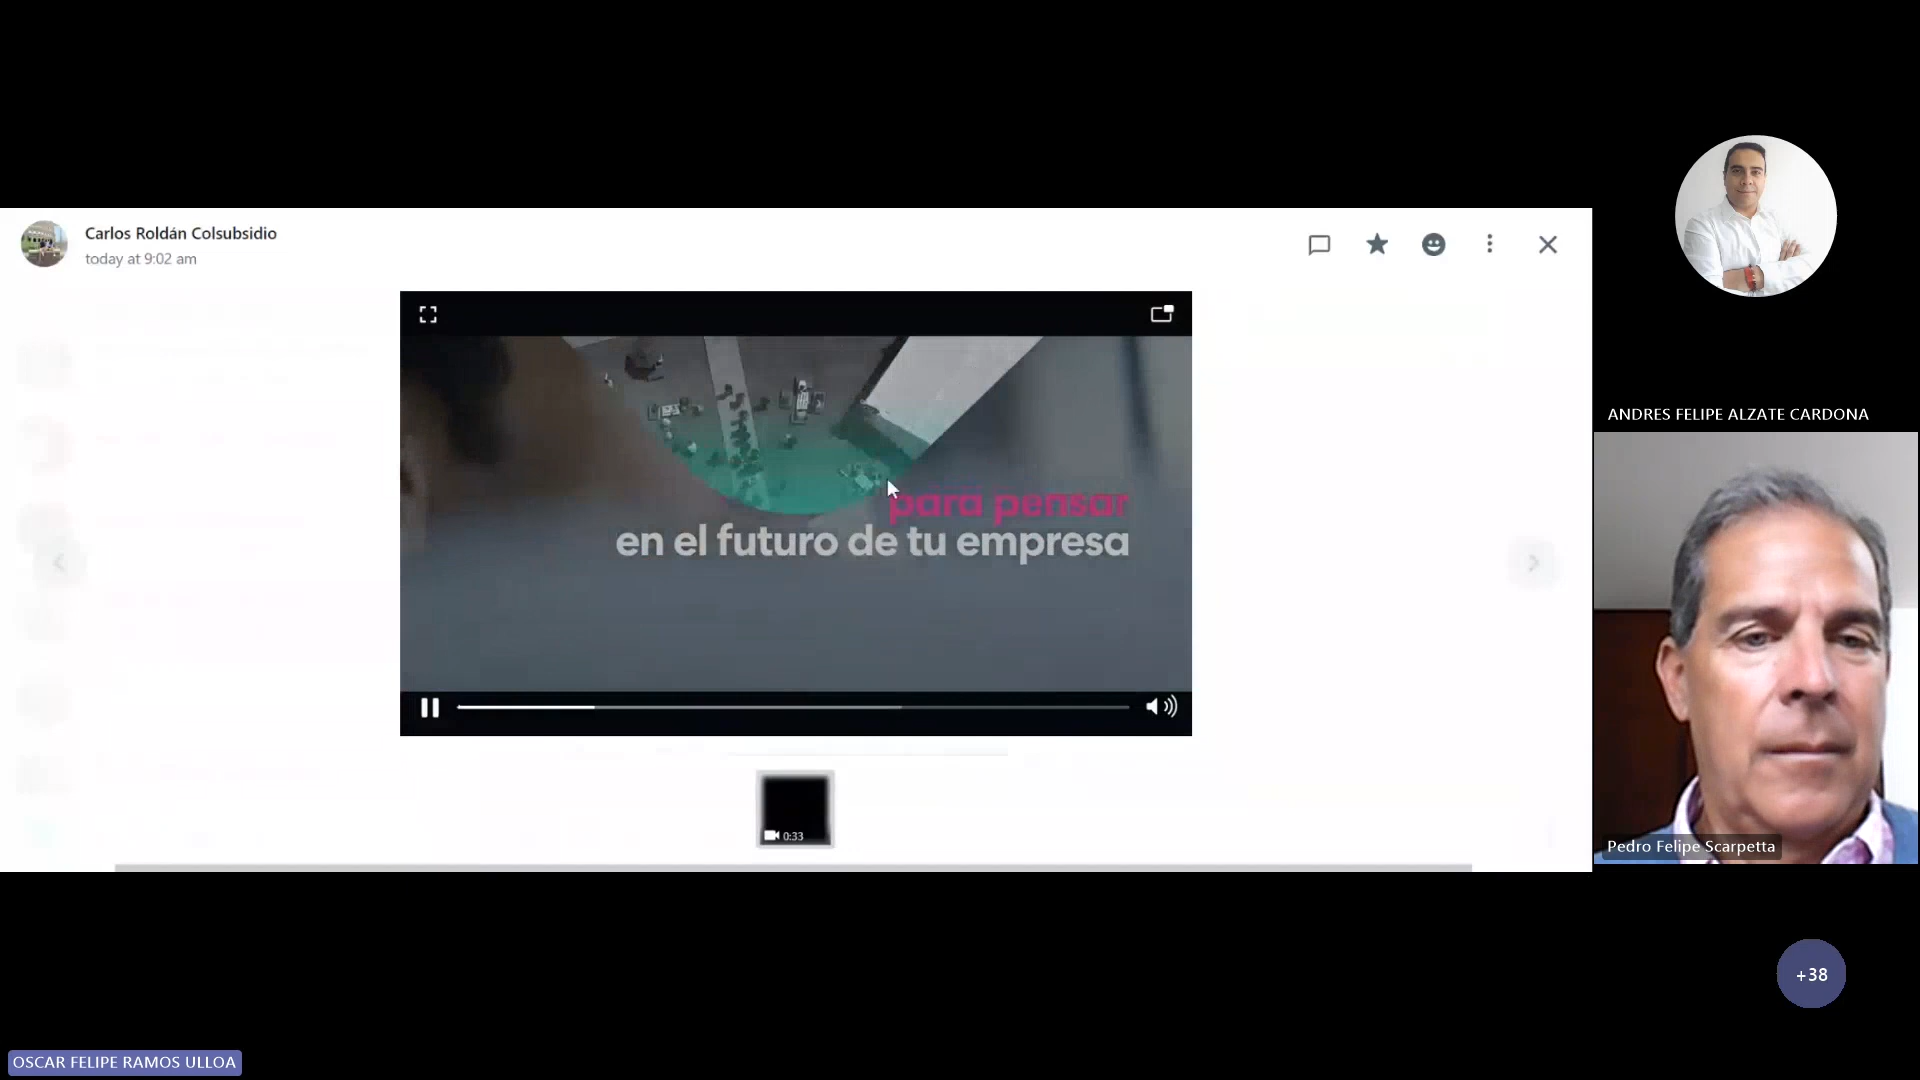 Carlos Roldán Colsubsidio
today at 9:02 am
para pensar
en el futuro de tu empresa
0:33
ANDRES FELIPE ALZATE CARDONA
Pedro Felipe Scarpetta
+38
OSCAR FELIPE RAMOS ULLOA